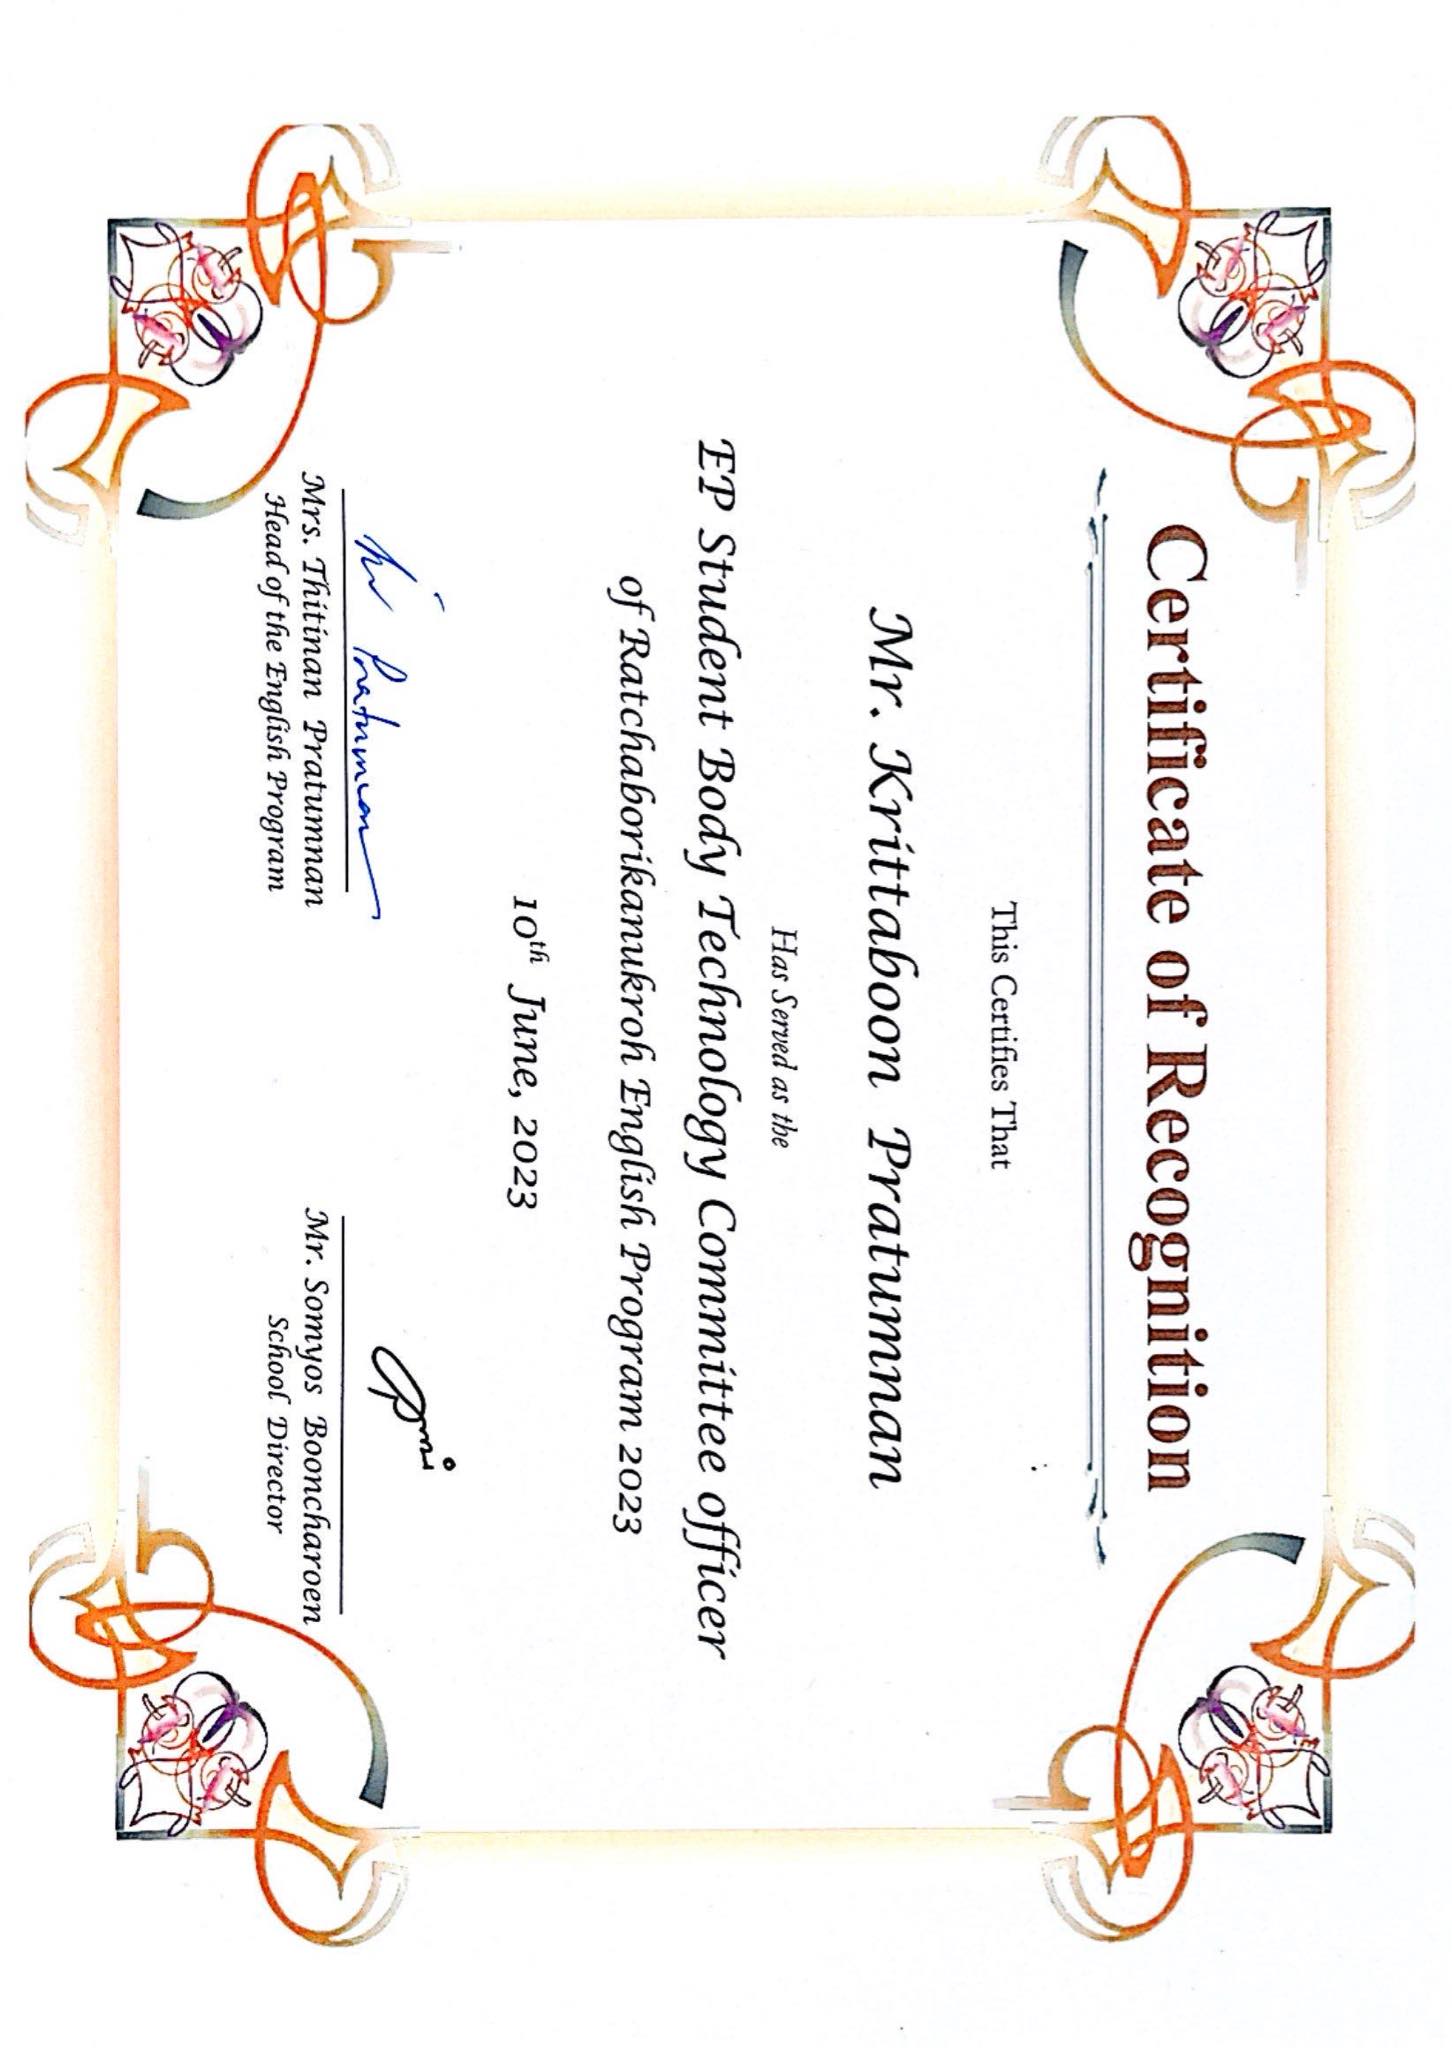 Certificate of Recognition
This Certifies That
Mr. Krittaboon Pratumnan
Has Served as the
EP Student Body Technology Committee officer
of Ratchaborikanukroh English Program 2023
10th June, 2023
Pratumnan
Mrs. Thitinan Pratumnan
Head of the English Program
Mr. Somyos Booncharoen
School Director